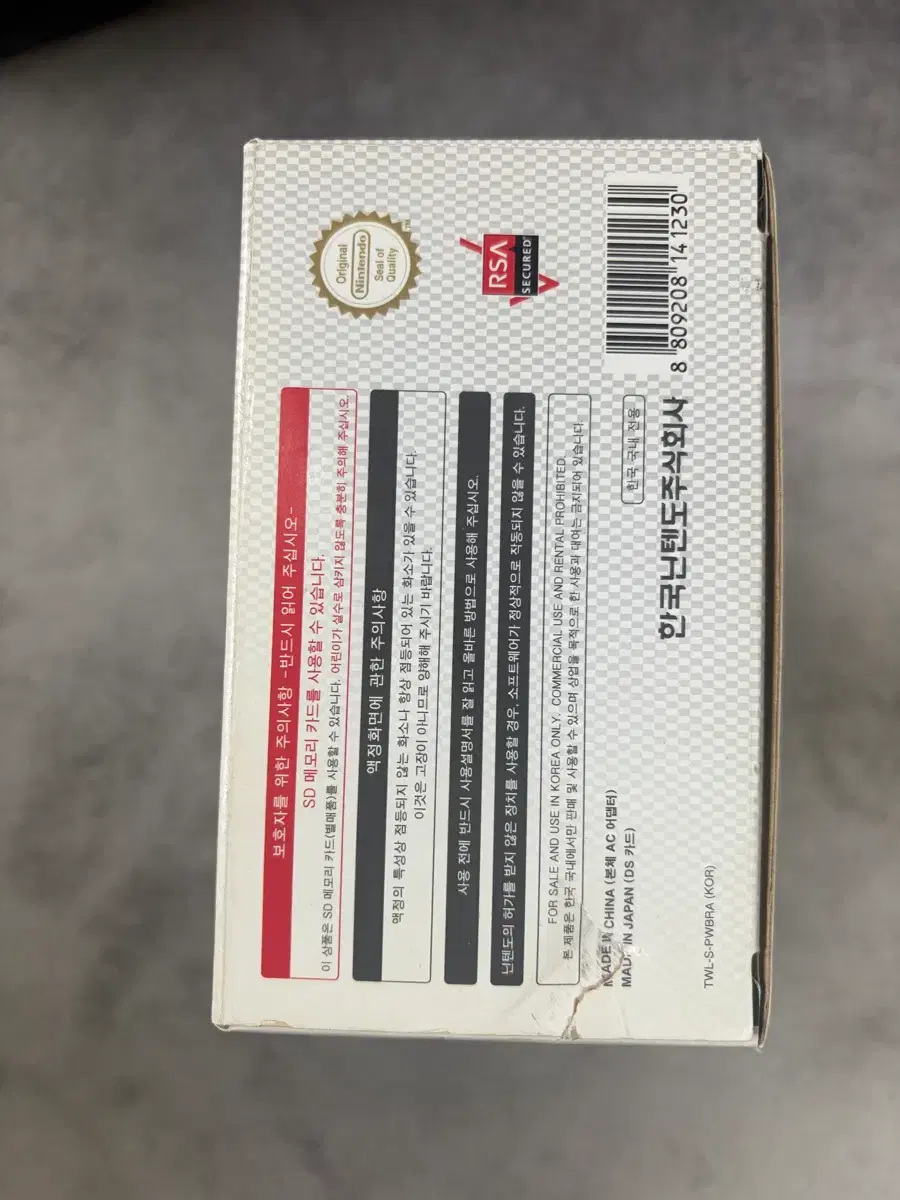 보호자를 위한 주의사항 -반드시 읽어 주십시오-
SD 메모리 카드를 사용할 수 있습니다.
이 상품은 SD 메모리 카드(별매품)를 사용할 수 있습니다. 어린이가 실수로 삼키지 않도록 충분히 주의해 주십시오.
액정화면에 관한 주의사항
액정의 특성상 점등되지 않는 화소나 항상 점등되어 있는 화소가 있을 수 있습니다.
이것은 고장이 아니므로 양해해 주시기 바랍니다.
사용 전에 반드시 사용설명서를 잘 읽고 올바른 방법으로 사용해 주십시오.
닌텐도의 허가를 받지 않은 장치를 사용할 경우, 소프트웨어가 정상적으로 작동되지 않을 수 있습니다.
FOR SALE AND USE IN KOREA ONLY. COMMERCIAL USE AND RENTAL PROHIBITED.
본 제품은 한국 국내에서만 판매 및 사용할 수 있으며 상업을 목적으로 한 사용과 대여는 금지되어 있습니다.
MADE IN CHINA (본체 AC 어댑터)
MADE IN JAPAN (DS 카드)
한국 국내 전용
한국닌텐도주식회사
TWL-S-PWBRA (KOR)
Original
Nintendo
Seal of
Quality
TM
RSA
SECURED
8 809208 141230